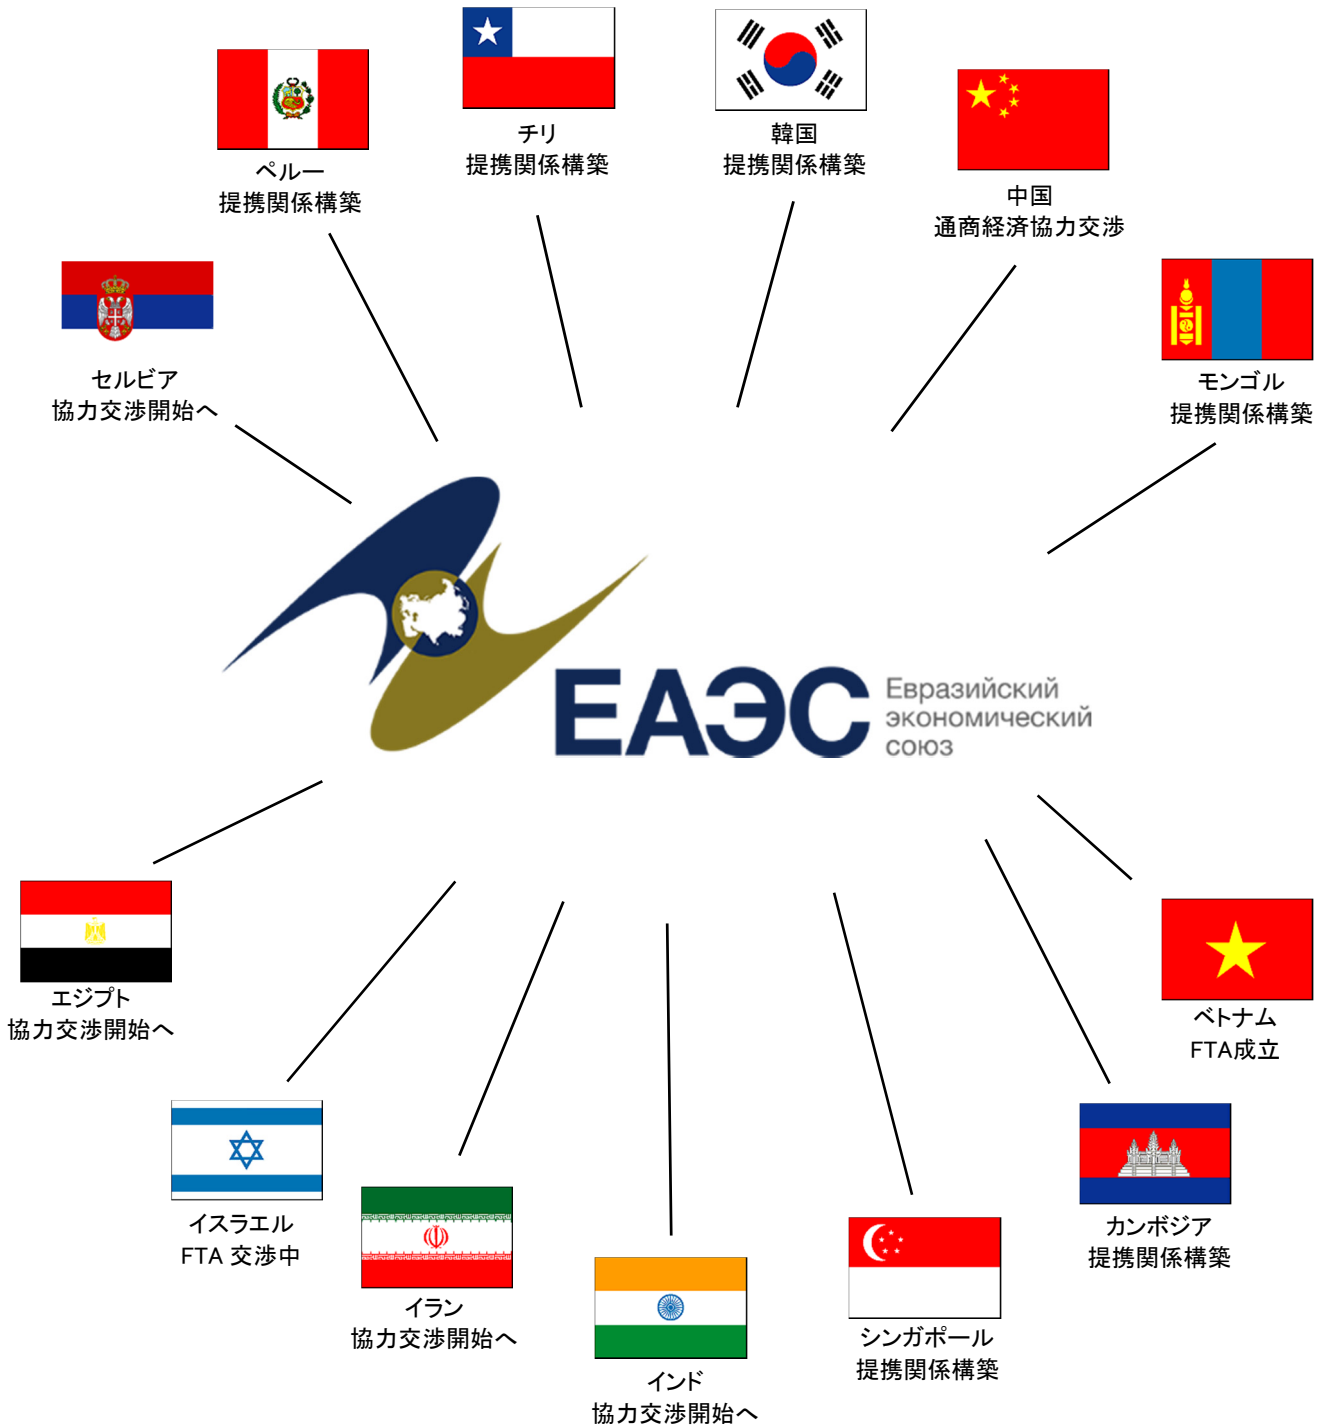 チリ
提携関係構築
韓国
提携関係構築
ペルー
提携関係構築
中国
通商経済協力交渉
セルビア
協力交渉開始へ
モンゴル
提携関係構築
ЕАЭС
Евразийский
экономический
союз
エジプト
協力交渉開始へ
ベトナム
FTA成立
イスラエル
FTA 交渉中
カンボジア
提携関係構築
イラン
協力交渉開始へ
シンガポール
提携関係構築
インド
協力交渉開始へ